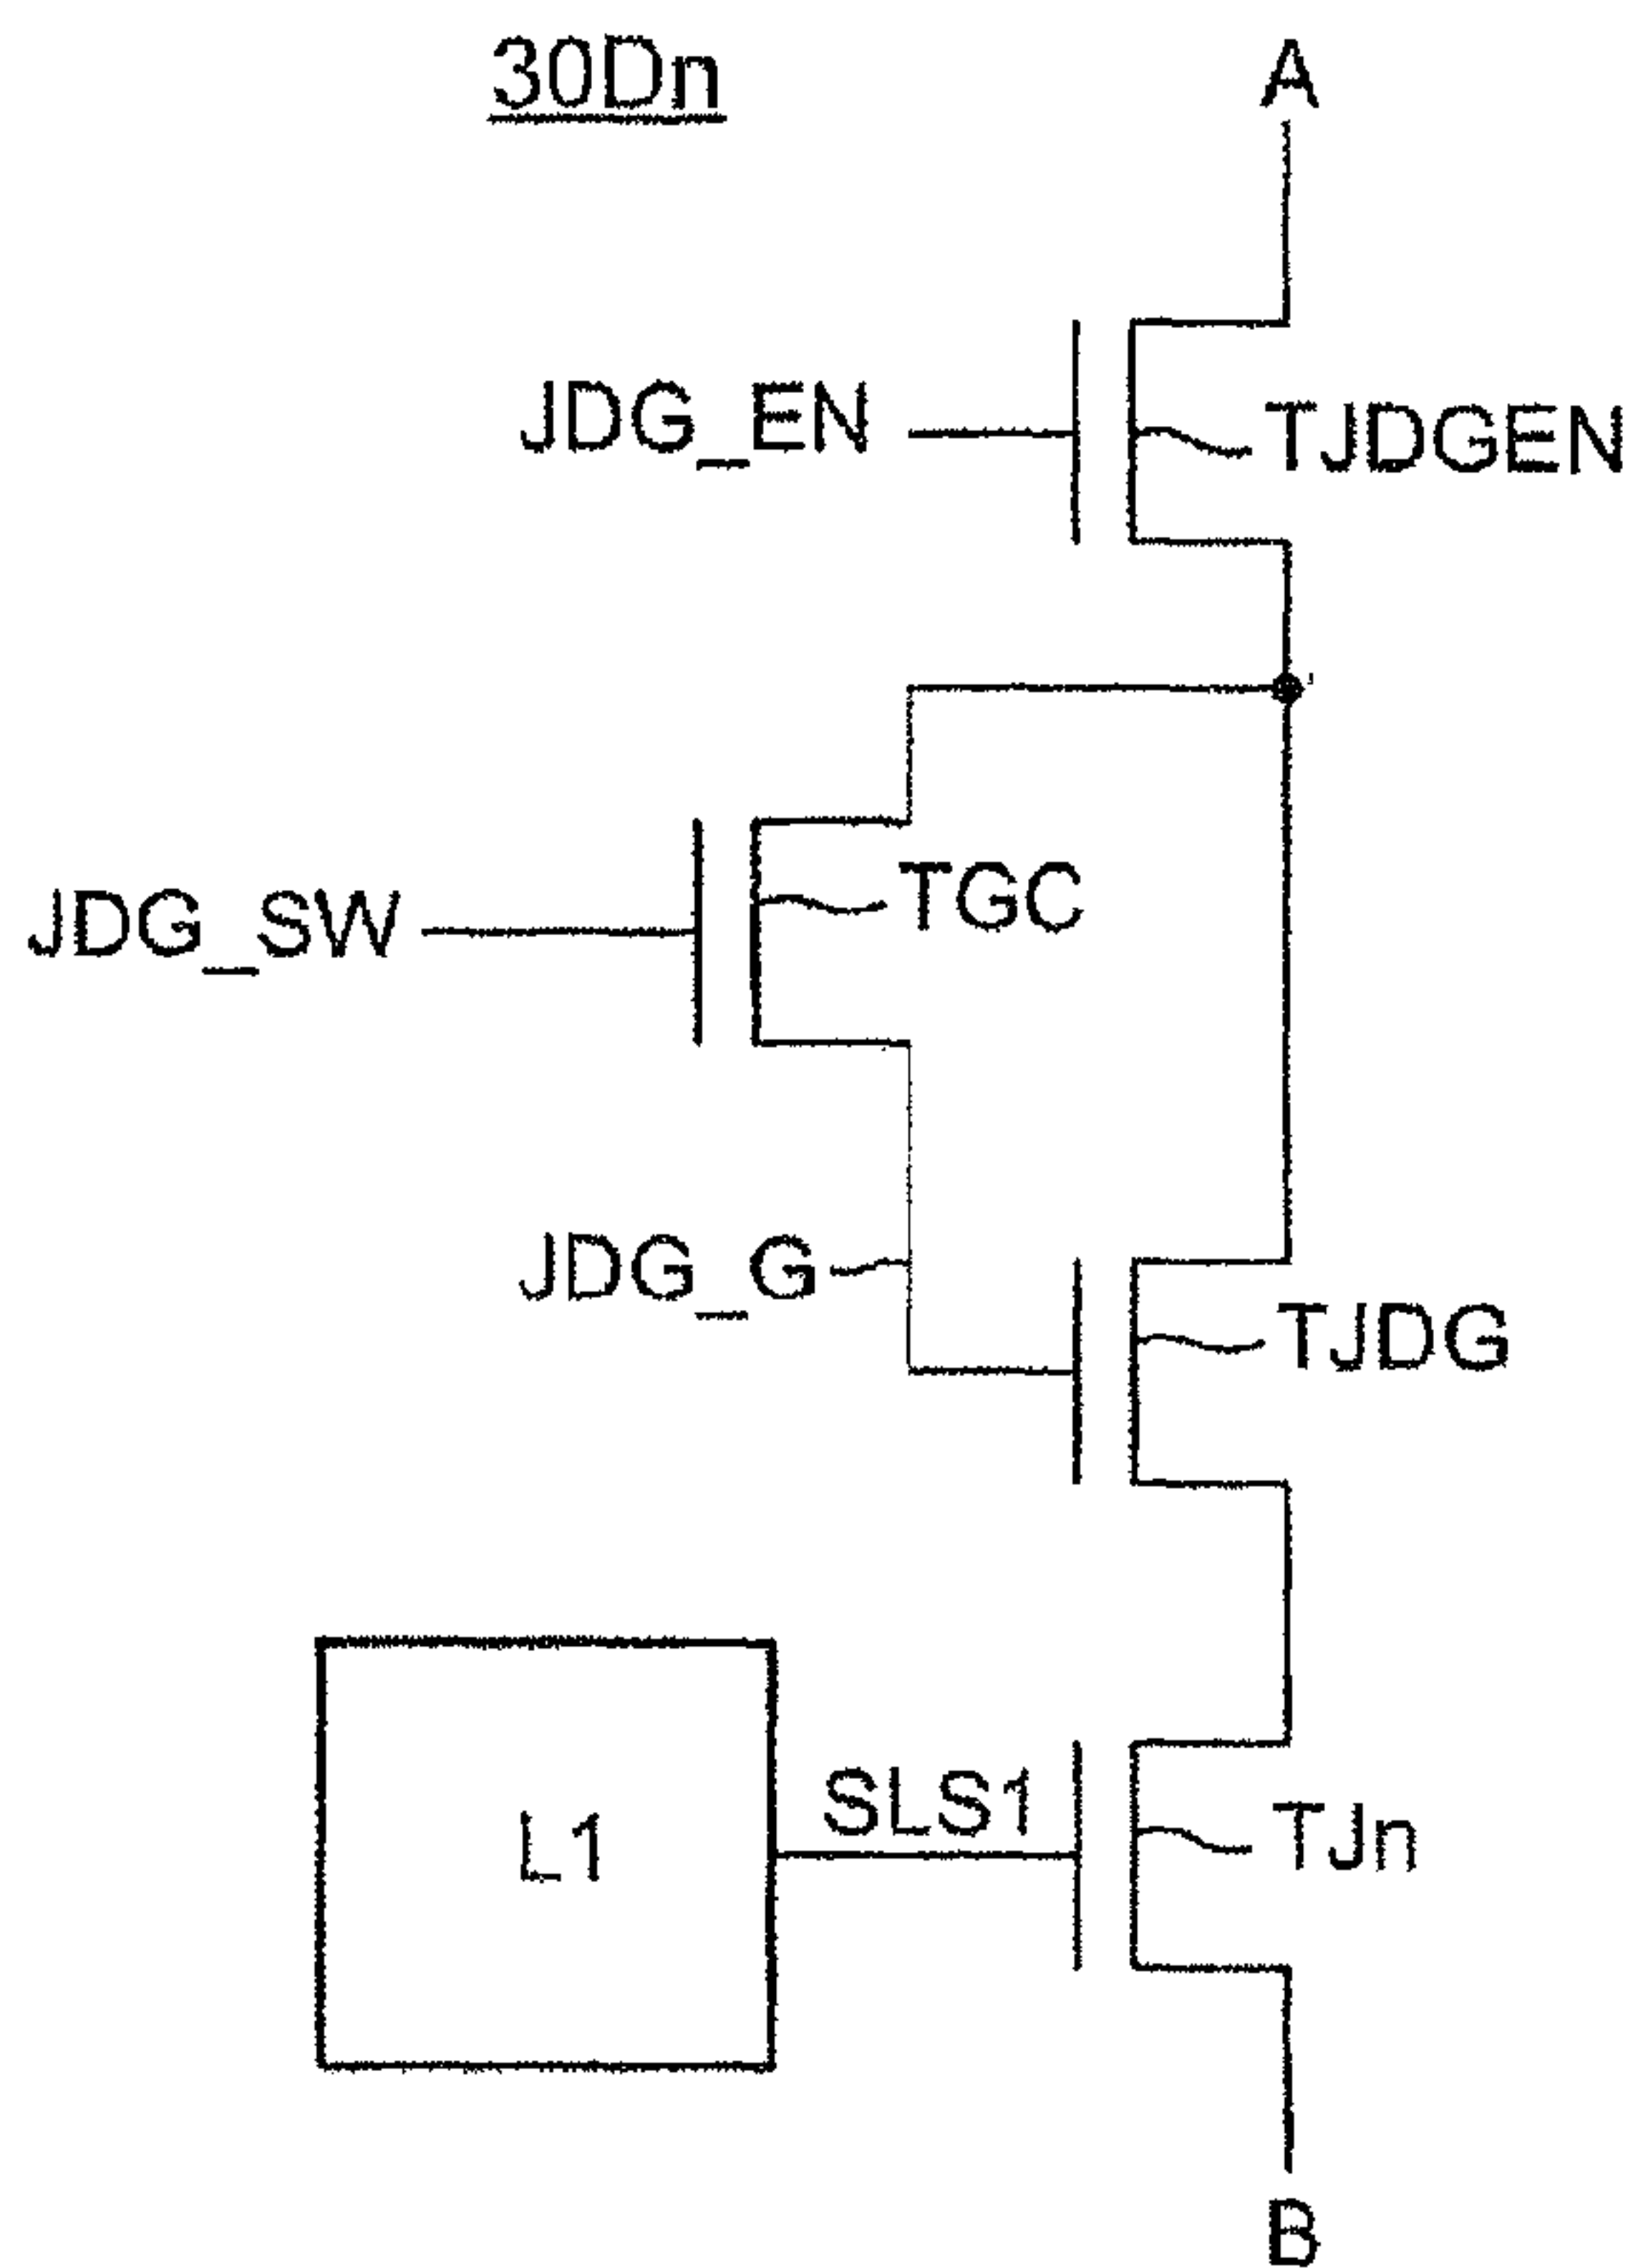 30Dn
A
JDG_EN
TJDGEN
JDG_SW
TGC
JDG_G
TJDG
L1
SLS1
TJn
B